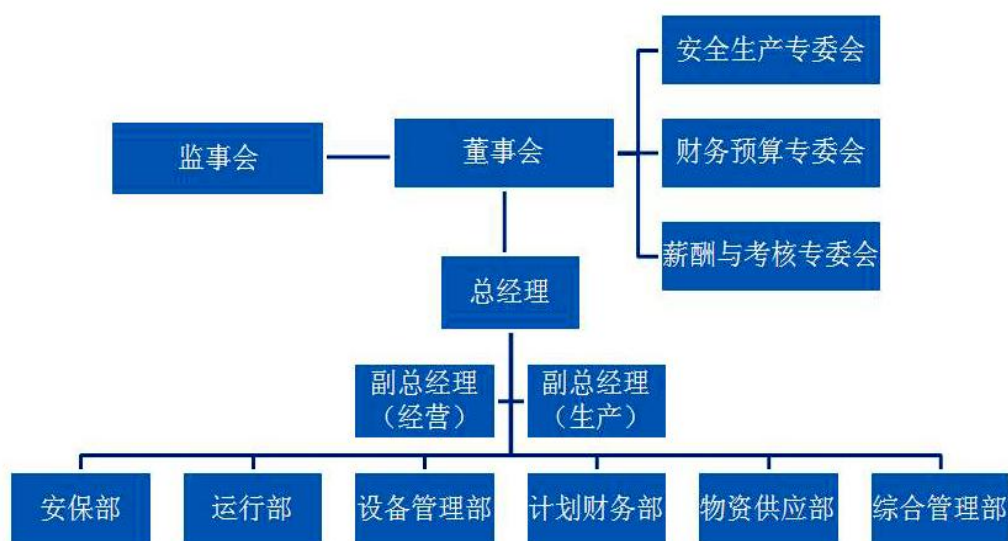 安全生产专委会
监事会
董事会
财务预算专委会
薪酬与考核专委会
总经理
副总经理
（经营）
副总经理
（生产）
安保部
运行部
设备管理部
计划财务部
物资供应部
综合管理部